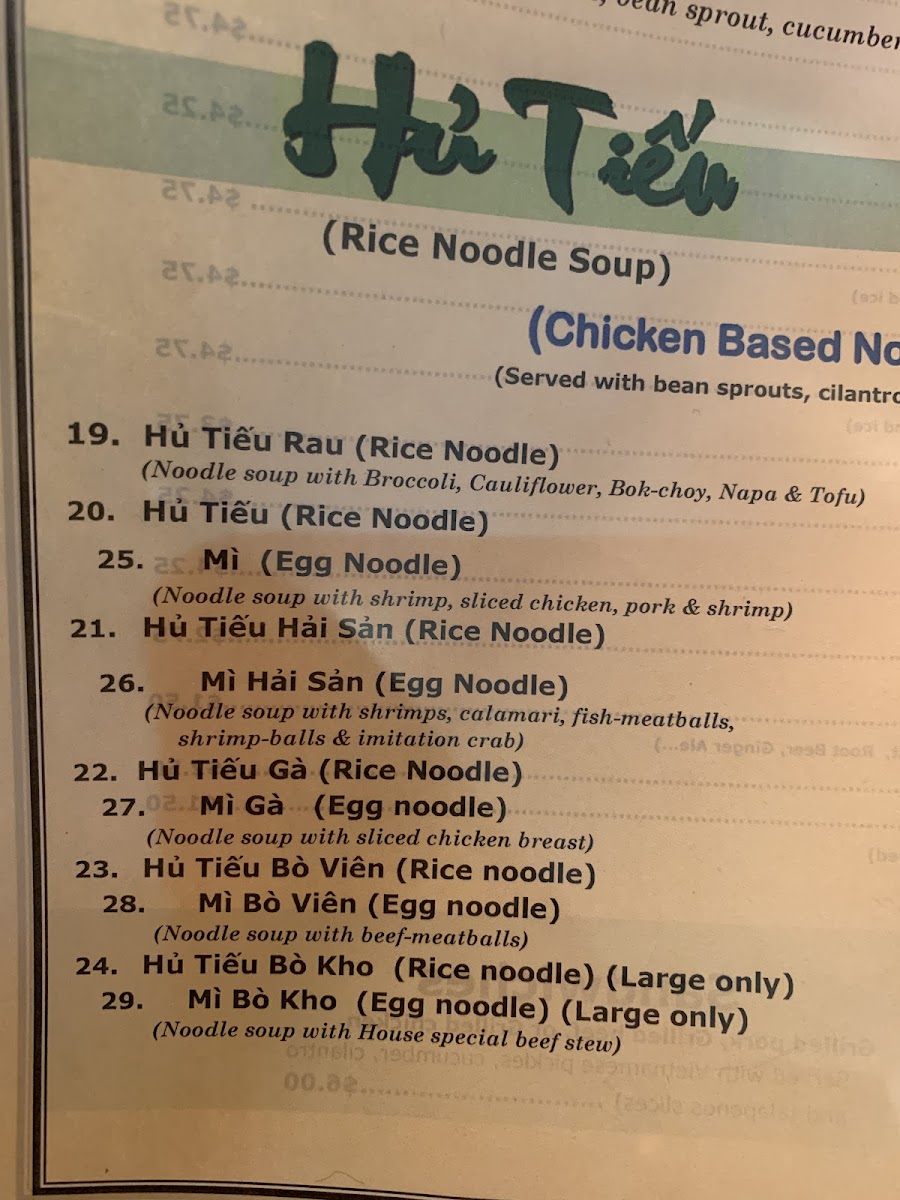 bean sprout, cucumber
Hủ Tiếu
(Rice Noodle Soup)
(Chicken Based No
(Served with bean sprouts, cilantro
19. Hủ Tiếu Rau (Rice Noodle)
(Noodle soup with Broccoli, Cauliflower, Bok-choy, Napa & Tofu)
20. Hủ Tiếu (Rice Noodle)
25. Mì (Egg Noodle)
(Noodle soup with shrimp, sliced chicken, pork & shrimp)
21. Hủ Tiếu Hải Sản (Rice Noodle)
26. Mì Hải Sản (Egg Noodle)
(Noodle soup with shrimps, calamari, fish-meatballs,
shrimp-balls & imitation crab)
22. Hủ Tiếu Gà (Rice Noodle)
27. Mì Gà (Egg noodle)
(Noodle soup with sliced chicken breast)
23. Hủ Tiếu Bò Viên (Rice noodle)
28. Mì Bò Viên (Egg noodle)
(Noodle soup with beef-meatballs)
24. Hủ Tiếu Bò Kho (Rice noodle) (Large only)
29. Mì Bò Kho (Egg noodle) (Large only)
(Noodle soup with House special beef stew)